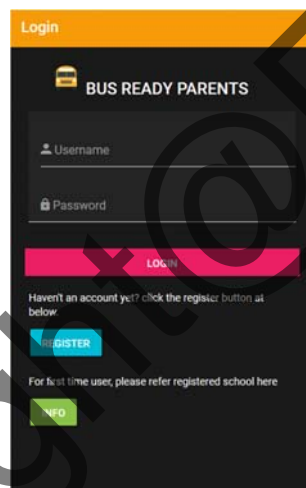 Login
BUS READY PARENTS
Username
Password
LOGIN
Haven't an account yet? click the register button at
below.
REGISTER
For first time user, please refer registered school here
INFO